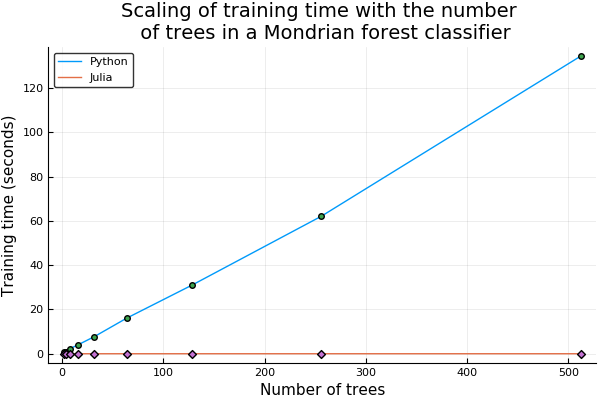 Scaling of training time with the number
of trees in a Mondrian forest classifier
Python
Julia
Training time (seconds)
120
100
80
60
40
20
0
0 100 200 300 400 500
Number of trees